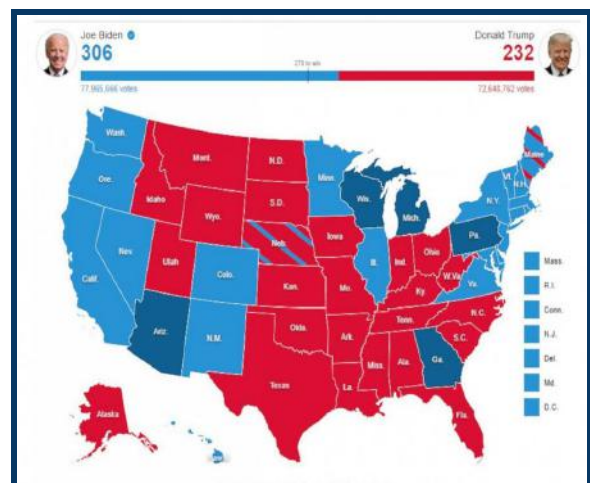 Joe Biden
Donald Trump
306
232
270 to win
77,965,666 votes
72,640,762 votes
Wash
Mont.
N.D.
Minn.
Maine
Ore.
Idaho
S.D.
Wis.
Mich.
Vt.
N.H.
N.Y.
Wyo.
Iowa
Neb.
Pa.
Nev.
Utah
Colo.
Ill.
Ind.
Ohio
W.Va
Va.
Mass.
Calif.
Kan.
Mo.
Ky.
R.I.
Conn.
Ariz.
N.M.
Okla.
Ark.
Tenn.
N.C.
S.C.
N.J.
Del.
Texas
La.
Miss.
Ala.
Ga.
Md.
Alaska
Fla.
D.C.